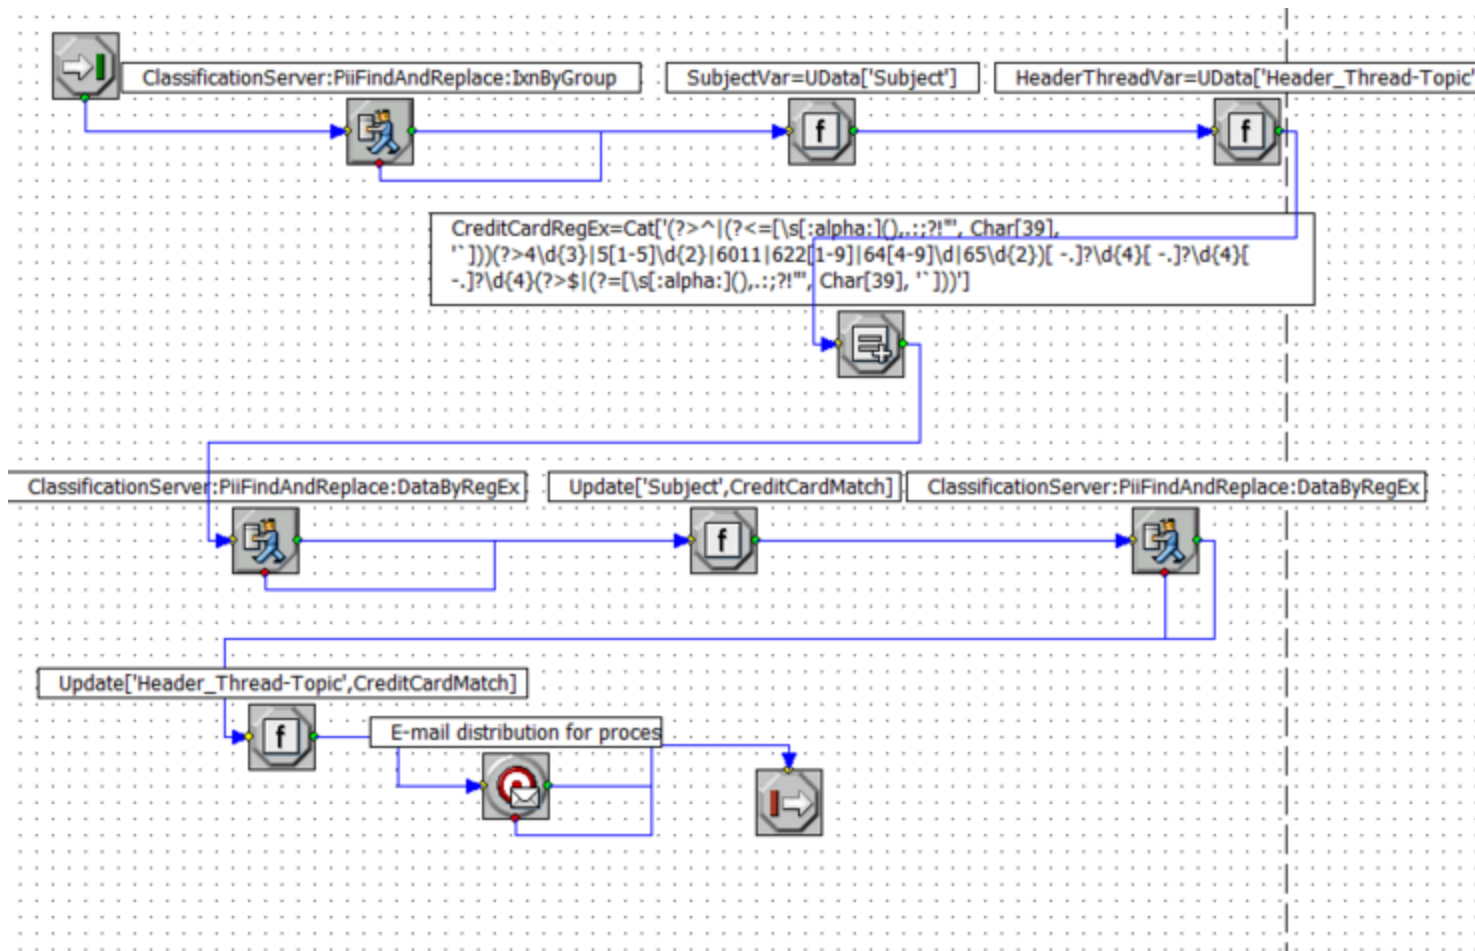 ClassificationServer:PiiFindAndReplace:IxnByGroup
SubjectVar=UData['Subject']
HeaderThreadVar=UData['Header_Thread-Topic'
f
f
CreditCardRegEx=Cat['(?>^|(?<=[\s[:alpha:](),.:;?!"', Char[39],
'`]))(?>4\d{3}|5[1-5]\d{2}|6011|622[1-9]|64[4-9]\d|65\d{2})[ -.]?\d{4}[ -.]?\d{4}[
-.]?\d{4}(?>$|(?=[\s[:alpha:](),.:;?!"', Char[39], '`]))']
ClassificationServer:PiiFindAndReplace:DataByRegEx
Update['Subject',CreditCardMatch]
ClassificationServer:PiiFindAndReplace:DataByRegEx
f
Update['Header_Thread-Topic',CreditCardMatch]
f
E-mail distribution for proces